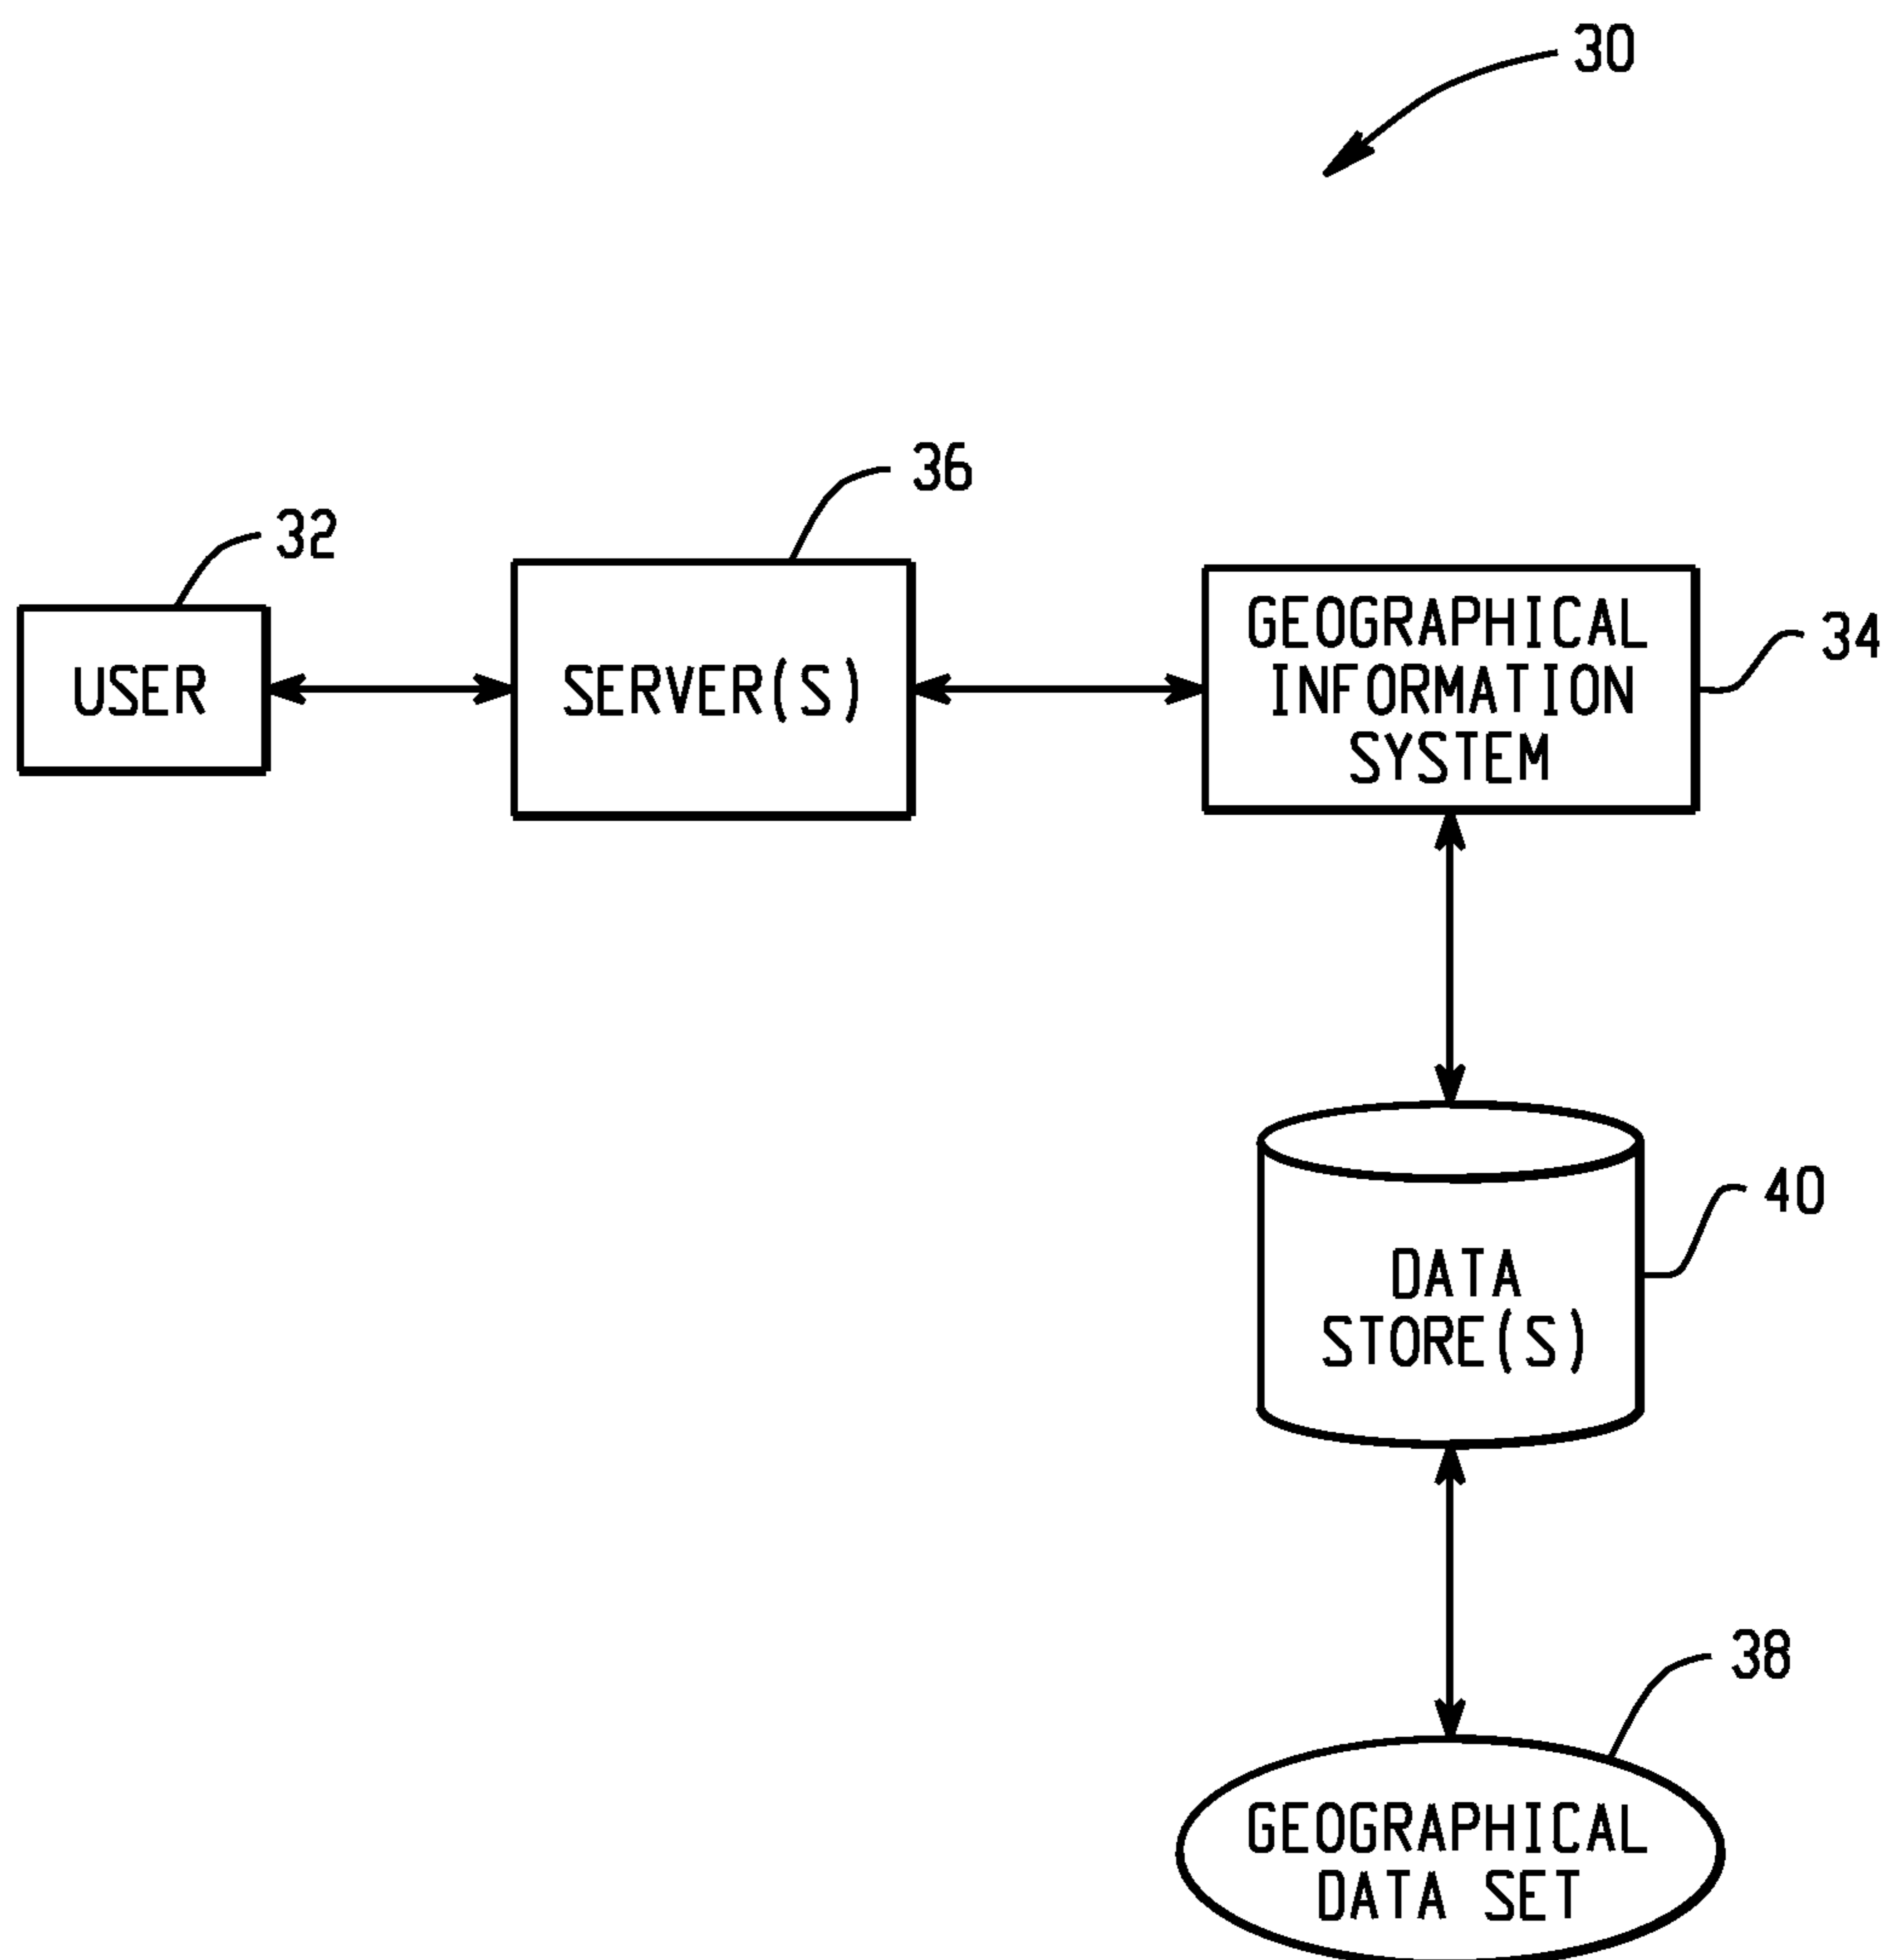 30
36
32
USER
SERVER(S)
GEOGRAPHICAL
INFORMATION
SYSTEM
34
40
DATA
STORE(S)
38
GEOGRAPHICAL
DATA SET